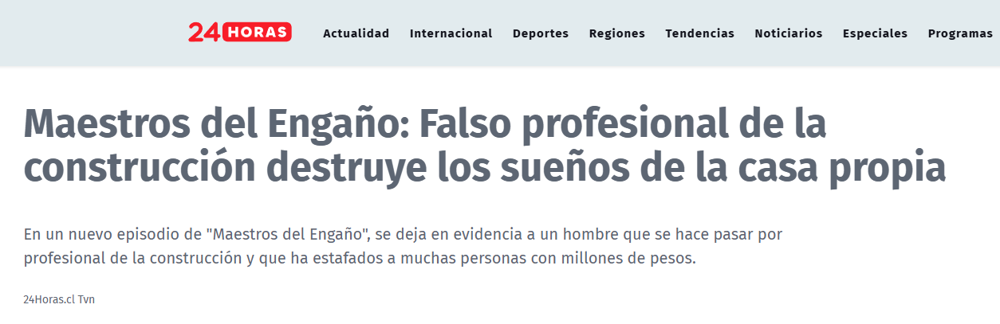 24 HORAS Actualidad Internacional Deportes Regiones Tendencias Noticiarios Especiales Programas
Maestros del Engaño: Falso profesional de la
construcción destruye los sueños de la casa propia
En un nuevo episodio de "Maestros del Engaño", se deja en evidencia a un hombre que se hace pasar por
profesional de la construcción y que ha estafados a muchas personas con millones de pesos.
24Horas.cl Tvn